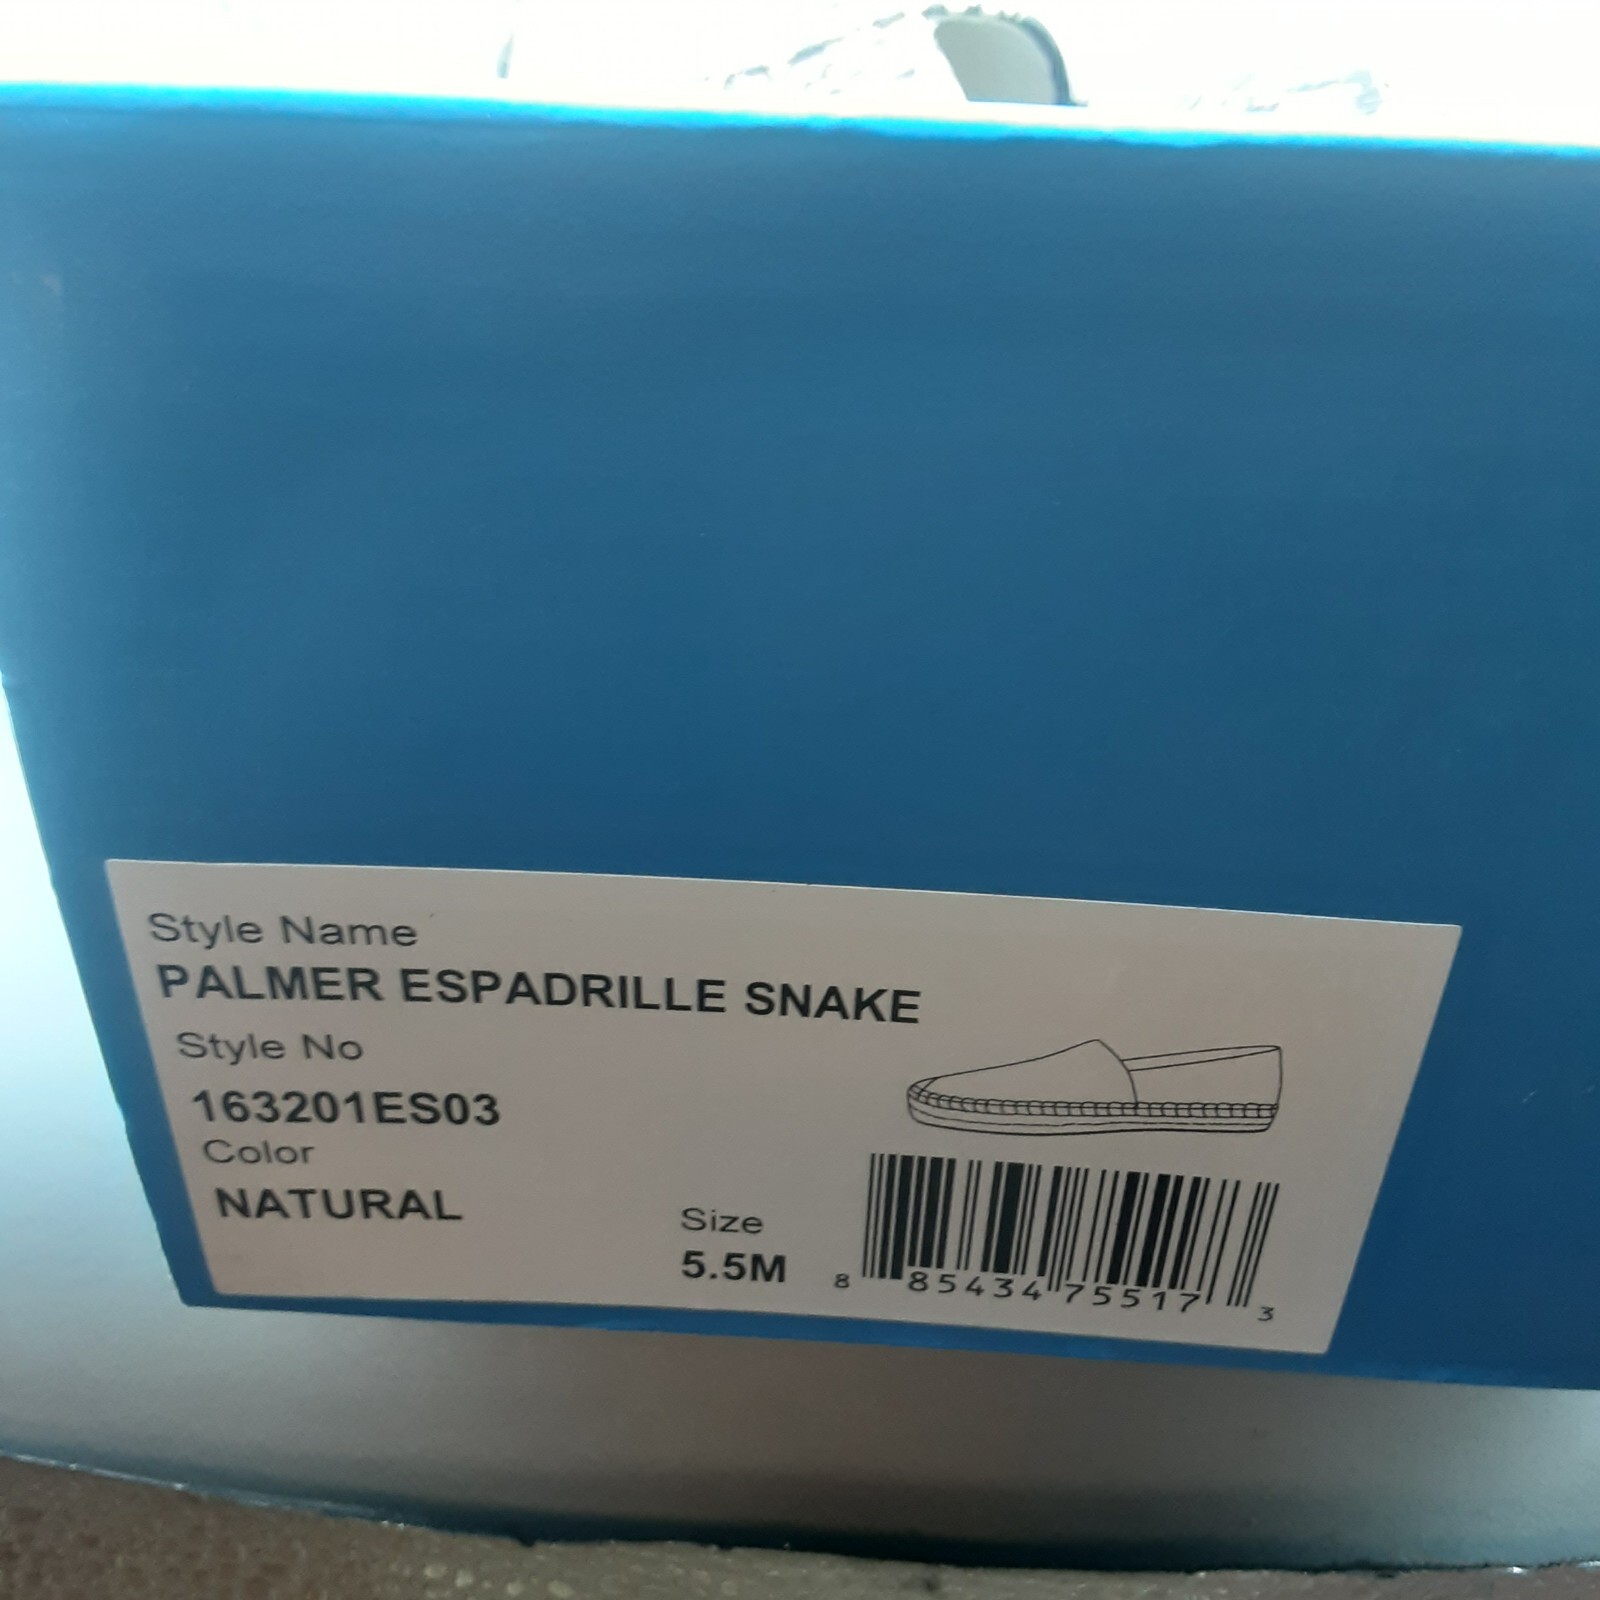 Style Name
PALMER ESPADRILLE SNAKE
Style No
163201ES03
Color
NATURAL
Size
5.5M
8 85434 75517 3